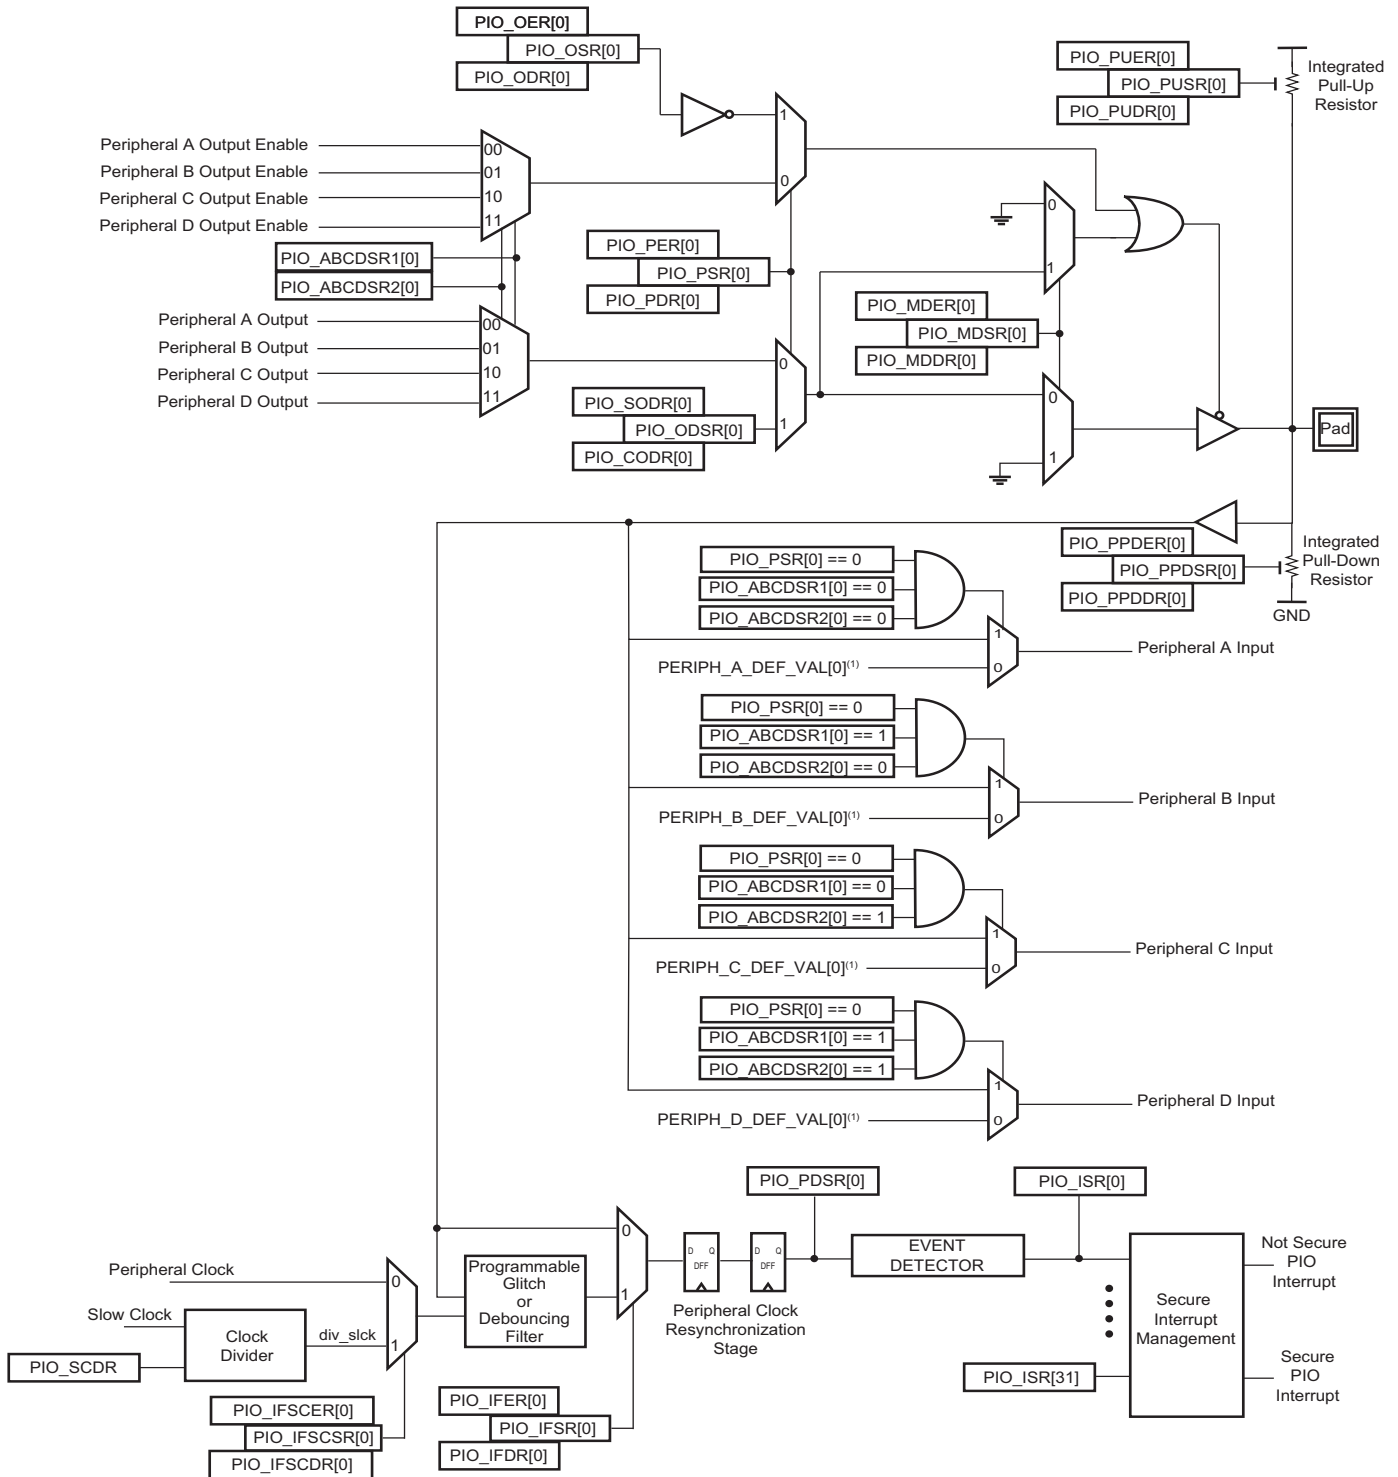 PIO_OER[0]
PIO_OSR[0]
PIO_ODR[0]
PIO_PUER[0]
PIO_PUSR[0]
PIO_PUDR[0]
Integrated
Pull-Up
Resistor
1
0
Peripheral A Output Enable
Peripheral B Output Enable
Peripheral C Output Enable
Peripheral D Output Enable
00
01
10
11
PIO_ABCDSR1[0]
PIO_ABCDSR2[0]
PIO_PER[0]
PIO_PSR[0]
PIO_PDR[0]
0
1
PIO_MDER[0]
PIO_MDSR[0]
PIO_MDDR[0]
Peripheral A Output
Peripheral B Output
Peripheral C Output
Peripheral D Output
00
01
10
11
0
1
PIO_SODR[0]
PIO_ODSR[0]
PIO_CODR[0]
0
1
Pad
PIO_PPDER[0]
PIO_PPDSR[0]
PIO_PPDDR[0]
Integrated
Pull-Down
Resistor
GND
PIO_PSR[0] == 0
PIO_ABCDSR1[0] == 0
PIO_ABCDSR2[0] == 0
1
0
PERIPH_A_DEF_VAL[0](1)
Peripheral A Input
PIO_PSR[0] == 0
PIO_ABCDSR1[0] == 1
PIO_ABCDSR2[0] == 0
1
0
PERIPH_B_DEF_VAL[0](1)
Peripheral B Input
PIO_PSR[0] == 0
PIO_ABCDSR1[0] == 0
PIO_ABCDSR2[0] == 1
1
0
PERIPH_C_DEF_VAL[0](1)
Peripheral C Input
PIO_PSR[0] == 0
PIO_ABCDSR1[0] == 1
PIO_ABCDSR2[0] == 1
1
0
PERIPH_D_DEF_VAL[0](1)
Peripheral D Input
PIO_PDSR[0]
PIO_ISR[0]
Peripheral Clock
Slow Clock
PIO_SCDR
Clock
Divider
div_slck
0
1
Programmable
Glitch
or
Debouncing
Filter
0
1
D Q
DFF
D Q
DFF
Peripheral Clock
Resynchronization
Stage
EVENT
DETECTOR
Secure
Interrupt
Management
Not Secure
PIO
Interrupt
Secure
PIO
Interrupt
PIO_ISR[31]
PIO_IFSCER[0]
PIO_IFSCSR[0]
PIO_IFSCDR[0]
PIO_IFER[0]
PIO_IFSR[0]
PIO_IFDR[0]